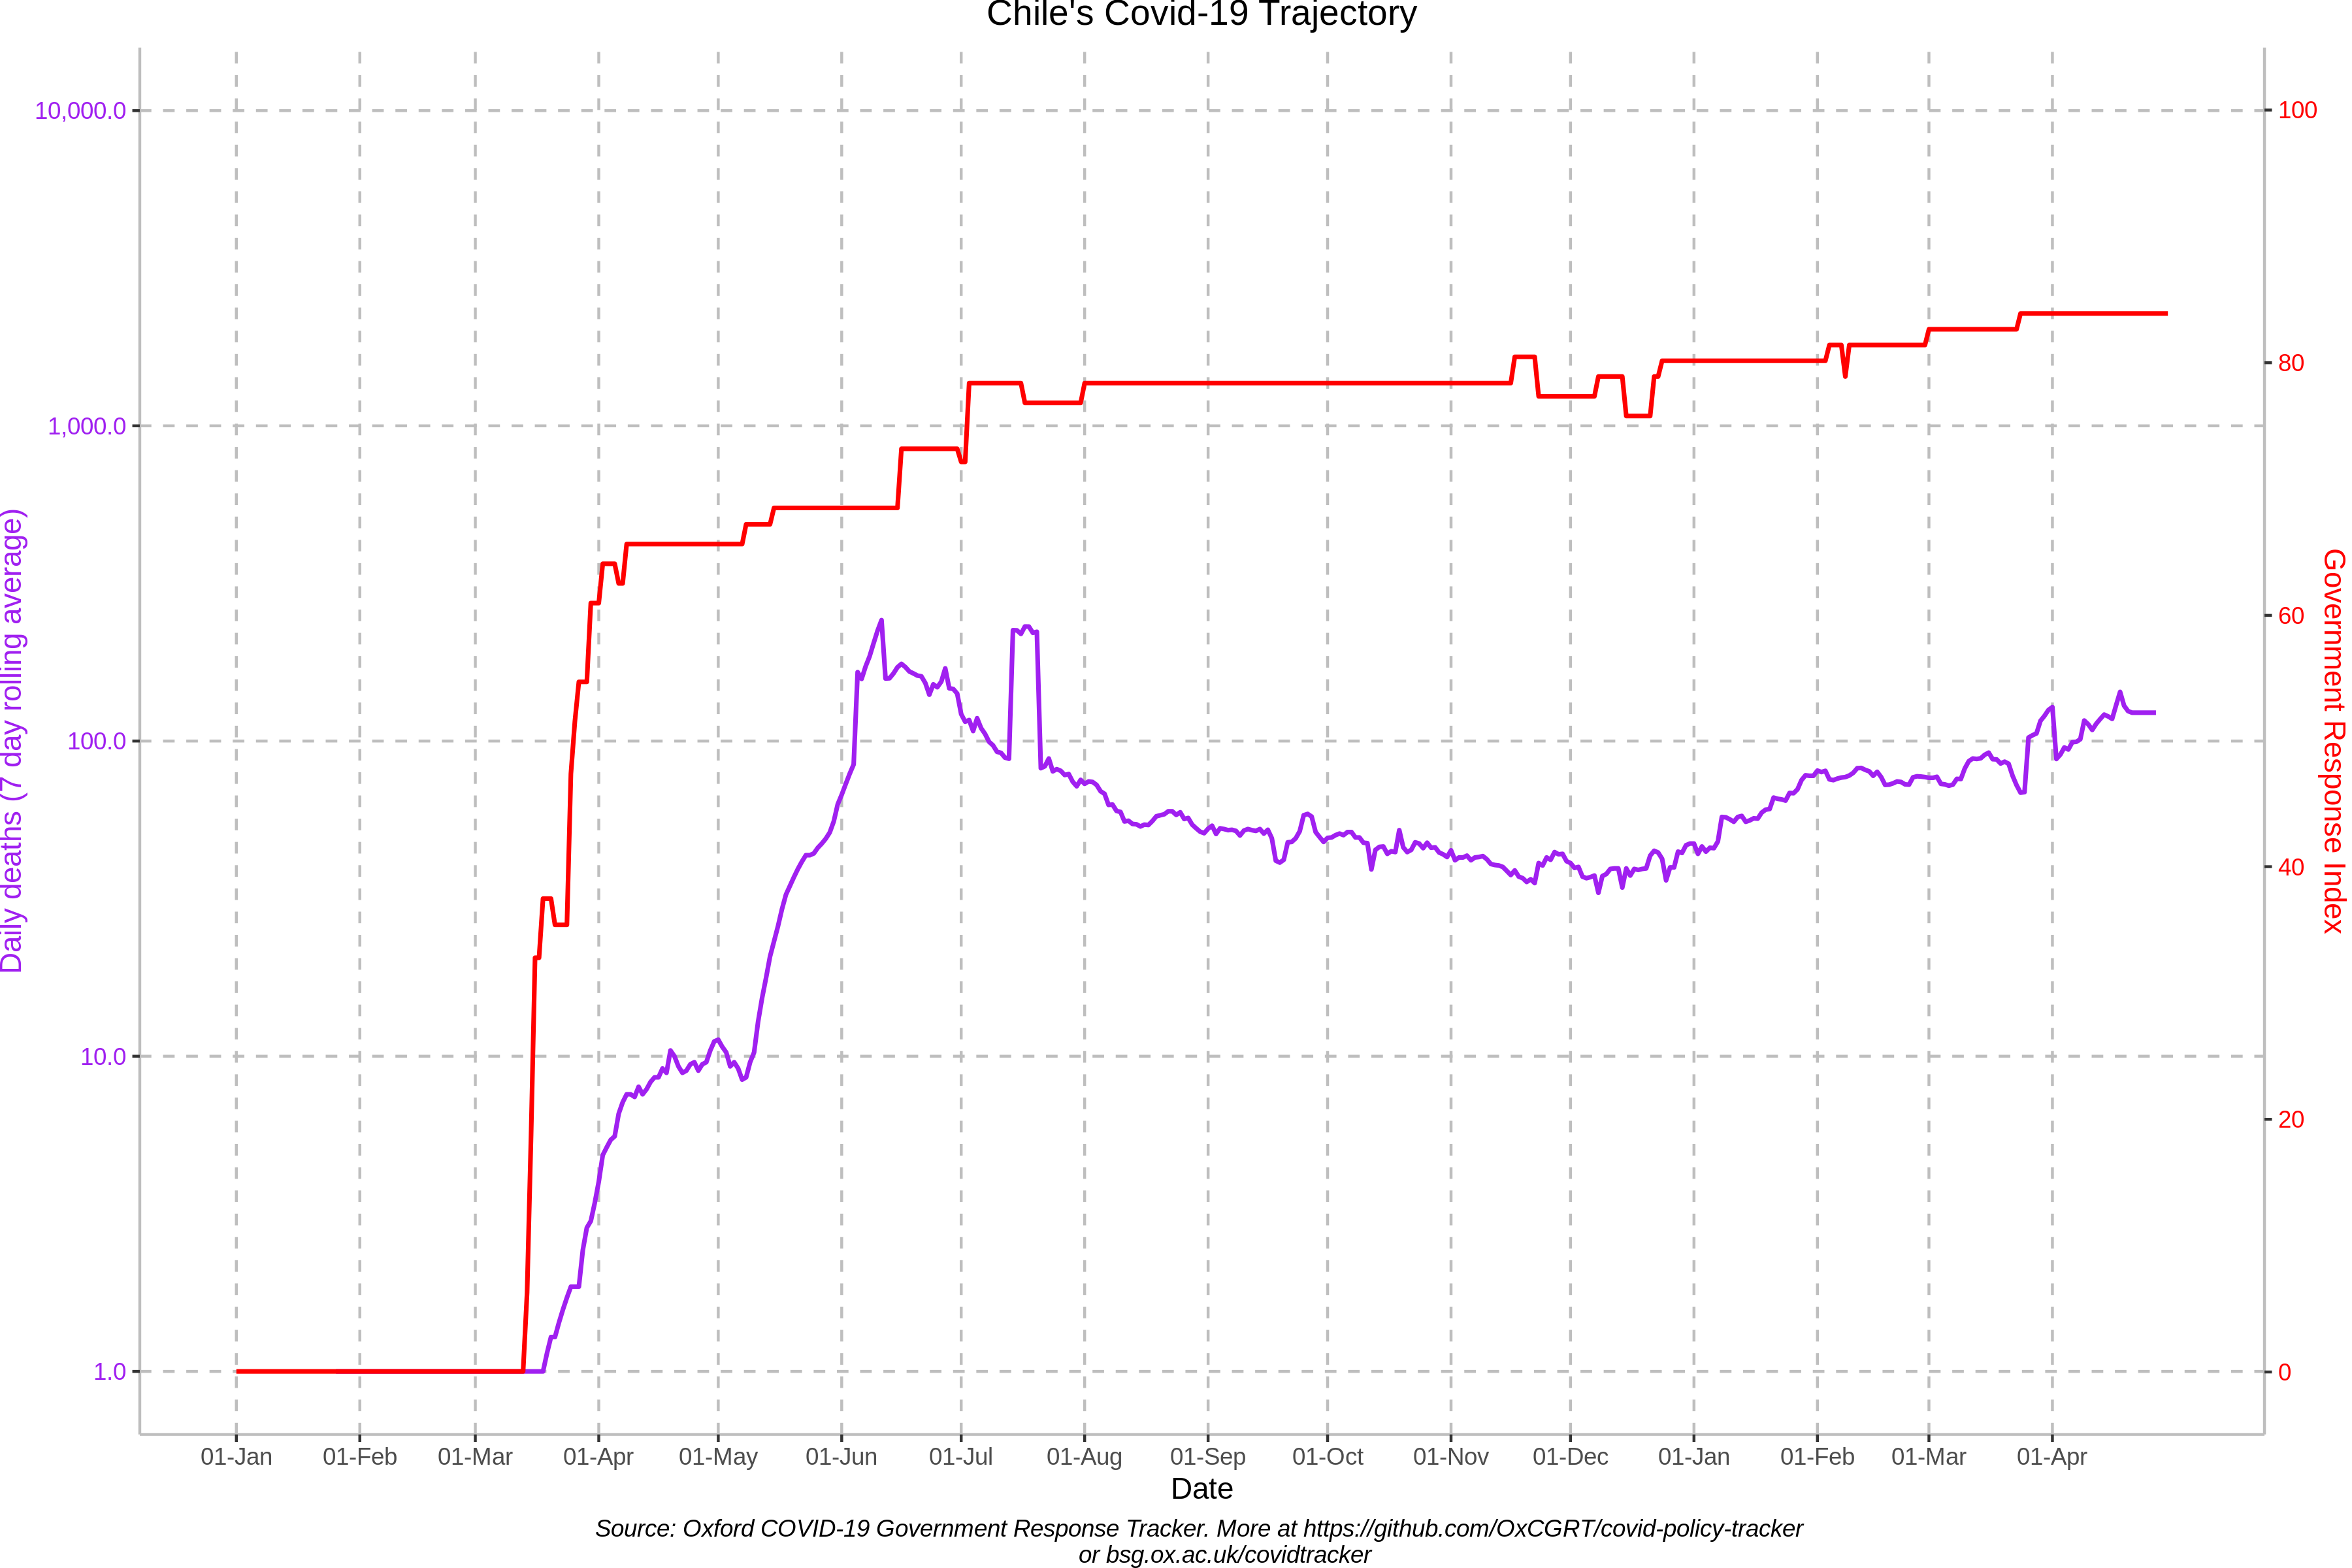 Chile's Covid-19 Trajectory
10,000.0
1,000.0
100.0
10.0
1.0
Daily deaths (7 day rolling average)
100
80
60
40
20
0
Government Response Index
01-Jan 01-Feb 01-Mar 01-Apr 01-May 01-Jun 01-Jul 01-Aug 01-Sep 01-Oct 01-Nov 01-Dec 01-Jan 01-Feb 01-Mar 01-Apr
Date
Source: Oxford COVID-19 Government Response Tracker. More at https://github.com/OxCGRT/covid-policy-tracker
or bsg.ox.ac.uk/covidtracker